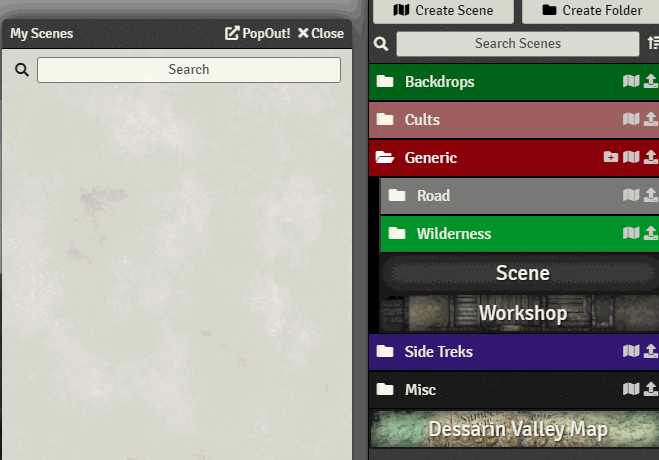 My Scenes PopOut! Close
Search
Create Scene Create Folder
Search Scenes
Backdrops
Cults
Generic
Road
Wilderness
Scene
Workshop
Side Treks
Misc
Dessarin Valley Map